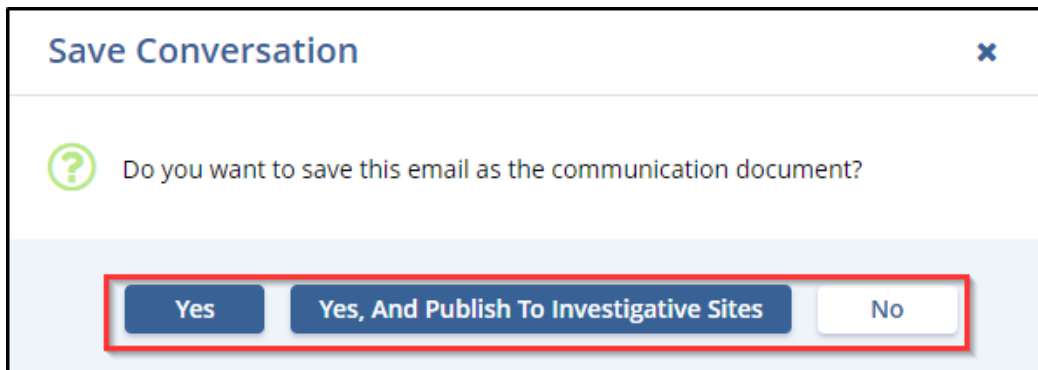 Save Conversation
Do you want to save this email as the communication document?
Yes Yes, And Publish To Investigative Sites No